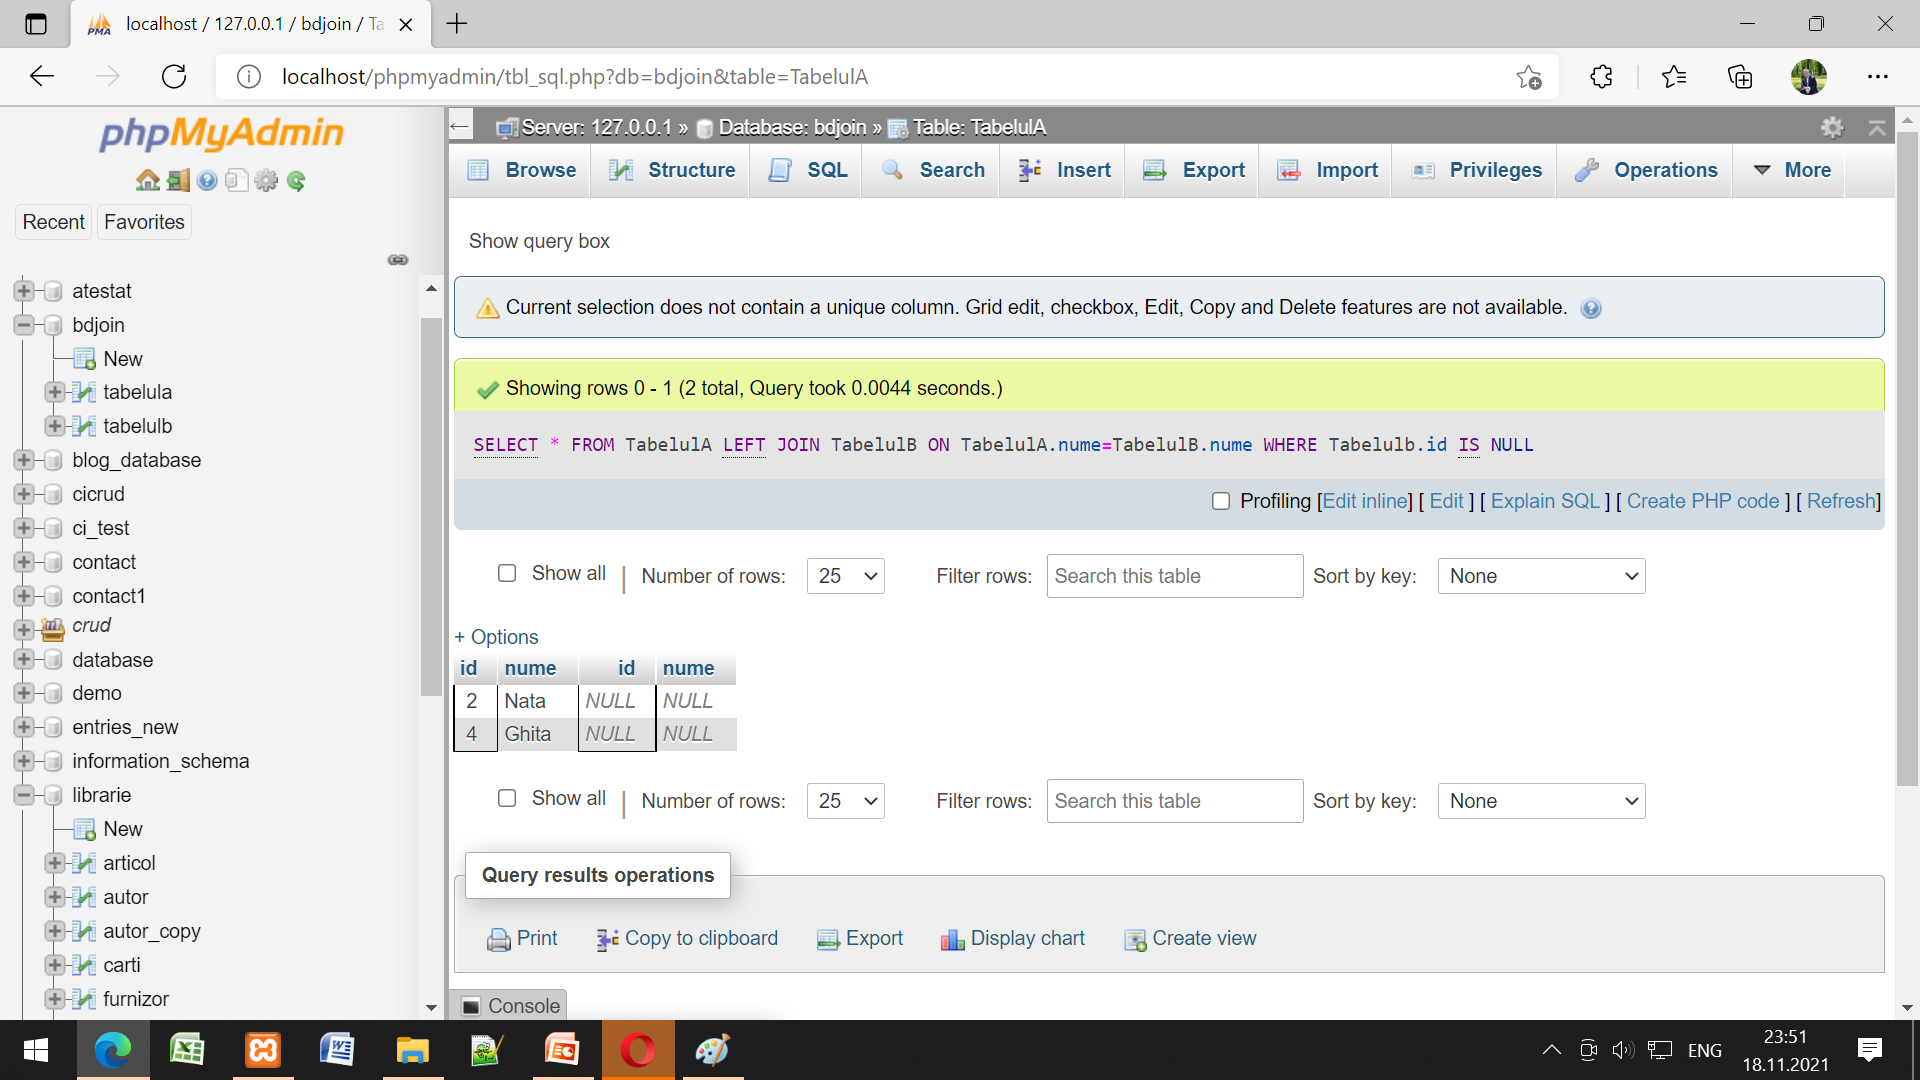 localhost / 127.0.0.1 / bdjoin / Ta
localhost/phpmyadmin/tbl_sql.php?db=bdjoin&table=TabelulA
phpMyAdmin
Recent Favorites
atestat
bdjoin
New
tabelula
tabelulb
blog_database
cicrud
ci_test
contact
contact1
crud
database
demo
entries_new
information_schema
librarie
New
articol
autor
autor_copy
carti
furnizor
Server: 127.0.0.1 » Database: bdjoin » Table: TabelulA
Browse Structure SQL Search Insert Export Import Privileges Operations More
Show query box
Current selection does not contain a unique column. Grid edit, checkbox, Edit, Copy and Delete features are not available.
Showing rows 0 - 1 (2 total, Query took 0.0044 seconds.)
SELECT * FROM TabelulA LEFT JOIN TabelulB ON TabelulA.nume=TabelulB.nume WHERE Tabelulb.id IS NULL
Profiling [Edit inline] [ Edit ] [ Explain SQL ] [ Create PHP code ] [ Refresh]
Show all | Number of rows: 25 Filter rows: Search this table Sort by key: None
+ Options
id nume id nume
2 Nata NULL NULL
4 Ghita NULL NULL
Show all | Number of rows: 25 Filter rows: Search this table Sort by key: None
Query results operations
Print Copy to clipboard Export Display chart Create view
Console
ENG
23:51
18.11.2021